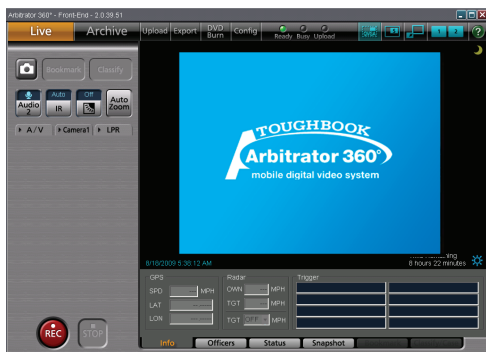 Arbitrator 360° - Front-End - 2.0.39.51
Live Archive Upload Export DVD Burn Config Ready Busy Upload 1 2 ?
Bookmark Classify
Audio 2 Auto IR Off Auto Zoom
A/V Camera1 LPR
TOUGHBOOK
Arbitrator 360°
mobile digital video system
8/18/2009 5:38:12 AM
8 hours 22 minutes
GPS Radar Trigger
SPD MPH OWN MPH
LAT TGT MPH
LON TGT OFF MPH
REC STOP
Info Officers Status Snapshot